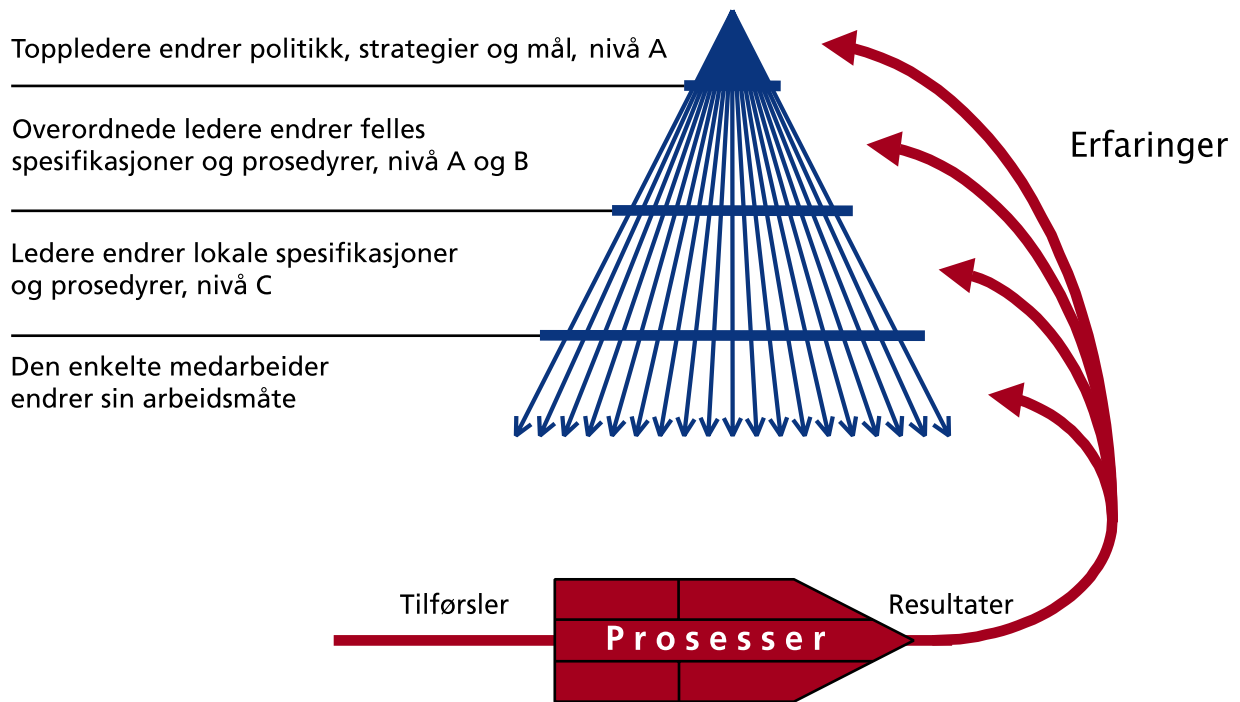 Toppledere endrer politikk, strategier og mål, nivå A
Overordnede ledere endrer felles
spesifikasjoner og prosedyrer, nivå A og B
Erfaringer
Ledere endrer lokale spesifikasjoner
og prosedyrer, nivå C
Den enkelte medarbeider
endrer sin arbeidsmåte
Tilførsler
Resultater
Prosesser